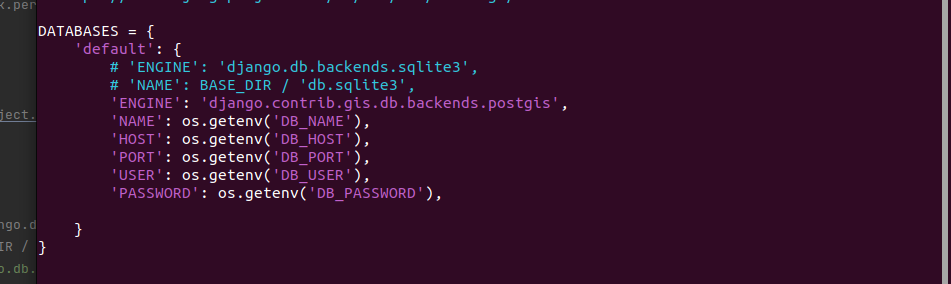 k.per
DATABASES = {
    'default': {
        # 'ENGINE': 'django.db.backends.sqlite3',
        # 'NAME': BASE_DIR / 'db.sqlite3',
        'ENGINE': 'django.contrib.gis.db.backends.postgis',
ject.
        'NAME': os.getenv('DB_NAME'),
        'HOST': os.getenv('DB_HOST'),
        'PORT': os.getenv('DB_PORT'),
        'USER': os.getenv('DB_USER'),
        'PASSWORD': os.getenv('DB_PASSWORD'),
ngo.d
    }
IR /
}
o.db.